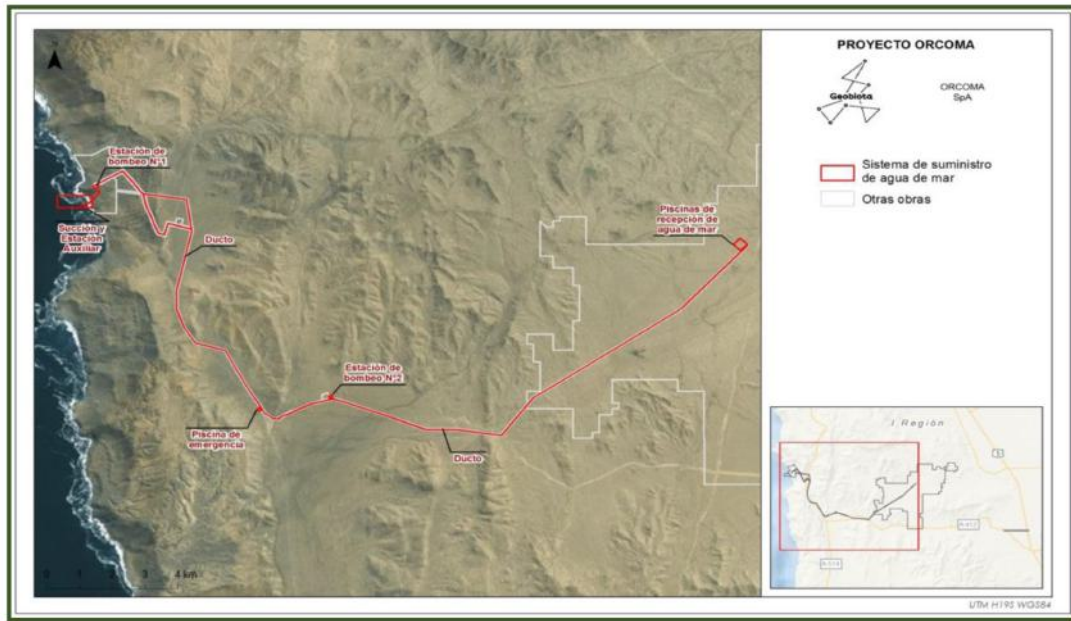 PROYECTO ORCOMA
Geobiota
ORCOMA
SpA
Sistema de suministro
de agua de mar
Otras obras
Estación de
bombeo N°1
Succión y
Estación
Auxiliar
Ducto
Piscinas de
recepción de
agua de mar
Estación de
bombeo N°2
Piscina de
emergencia
Ducto
0 1 2 3 4 km
I Región
5
A-412
A-514
UTM H19S WGS84